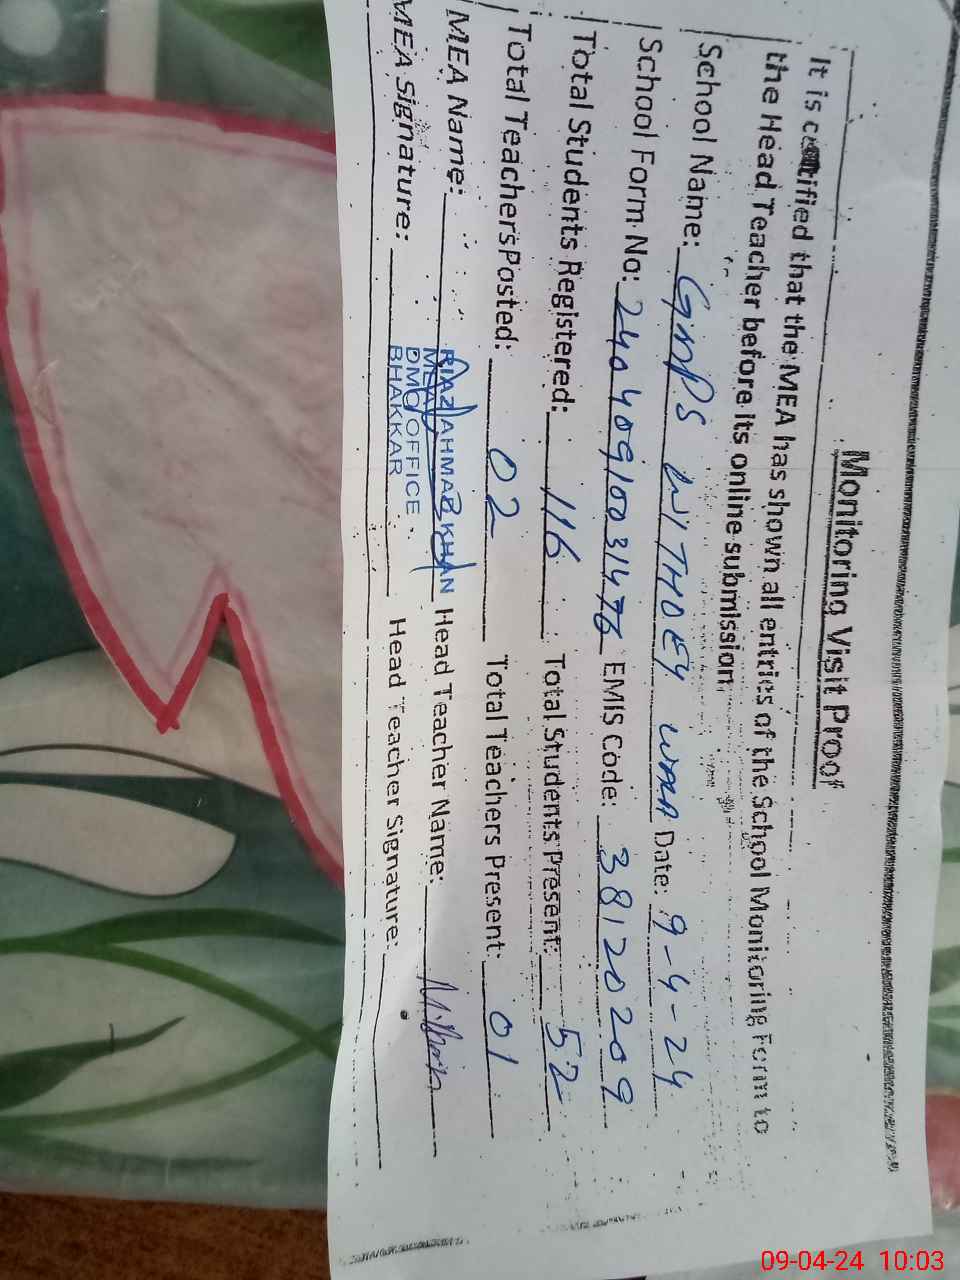 Monitoring Visit Proof
It is certified that the MEA has shown all entries of the School Monitoring Form to
the Head Teacher before its online submission.
School Name: GMPS Date: 9-4-24
School Form No: EMIS Code: 38120209
Total Students Registered: 116 Total Students Present: 52
Total Teachers Posted: 02 Total Teachers Present: 01
MEA Name: RIAZ AHMAD KHAN Head Teacher Name:
MEA
DMO OFFICE
MEA Signature: BHAKKAR Head Teacher Signature:
09-04-24 10:03